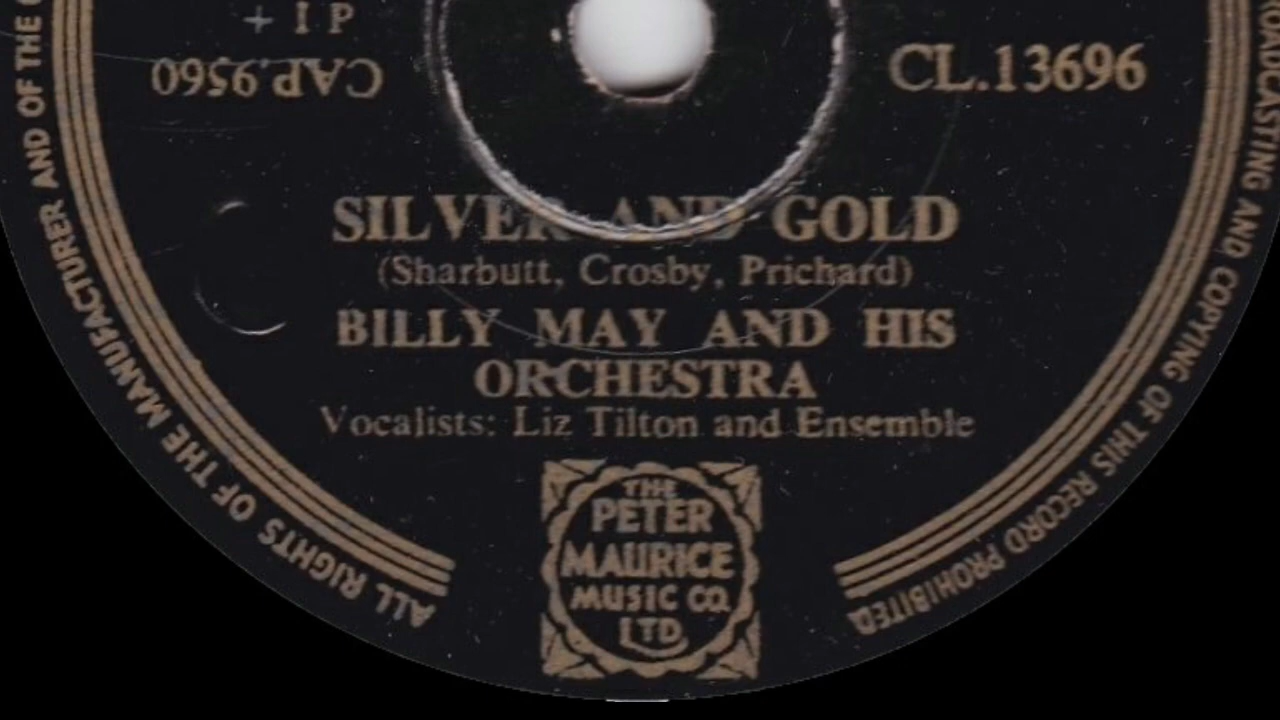 + I P
CAP.9560
CL.13696
SILVER AND GOLD
(Sharbutt, Crosby, Prichard)
BILLY MAY AND HIS
ORCHESTRA
Vocalists: Liz Tilton and Ensemble
THE
PETER
MAURICE
MUSIC CO.
LTD.
ALL RIGHTS OF THE MANUFACTURER AND OF THE
BROADCASTING AND COPYING OF THIS RECORD PROHIBITED